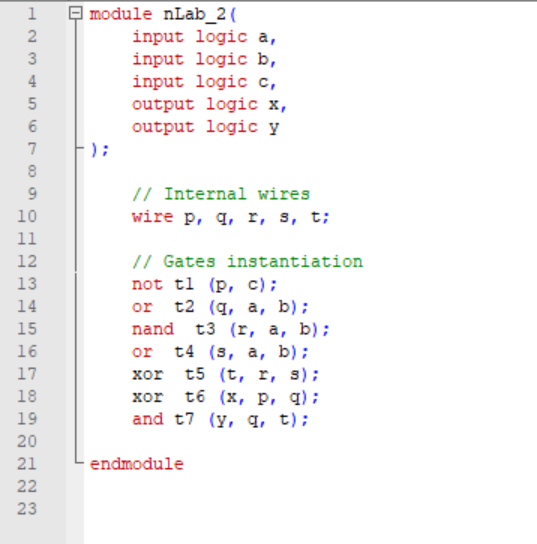 1 module nLab_2(
2     input logic a,
3     input logic b,
4     input logic c,
5     output logic x,
6     output logic y
7 );
8
9     // Internal wires
10     wire p, q, r, s, t;
11
12     // Gates instantiation
13     not t1 (p, c);
14     or  t2 (q, a, b);
15     nand  t3 (r, a, b);
16     or  t4 (s, a, b);
17     xor  t5 (t, r, s);
18     xor  t6 (x, p, q);
19     and t7 (y, q, t);
20
21 endmodule
22
23